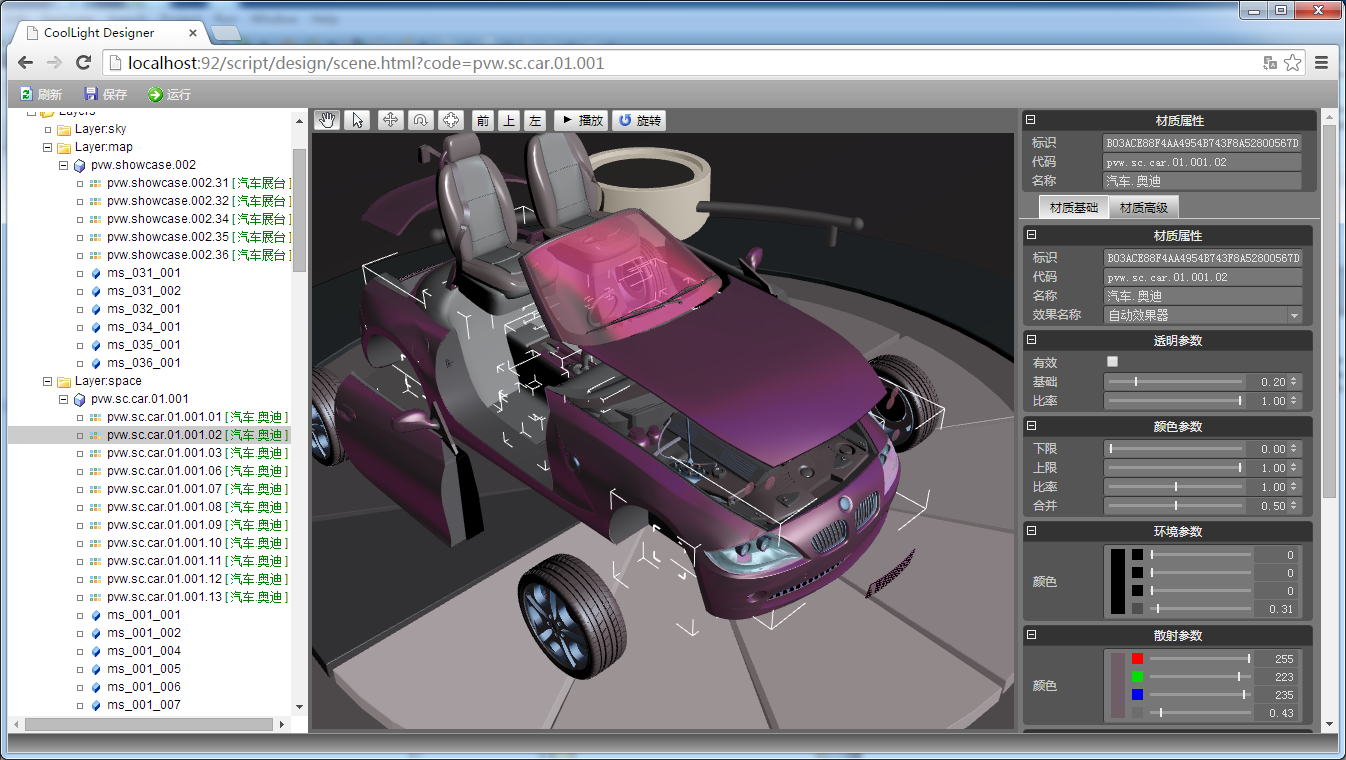 CoolLight Designer
localhost:92/script/design/scene.html?code=pvw.sc.car.01.001
刷新 保存 运行
Layers
Layer:sky
Layer:map
pvw.showcase.002
pvw.showcase.002.31 [汽车展台]
pvw.showcase.002.32 [汽车展台]
pvw.showcase.002.34 [汽车展台]
pvw.showcase.002.35 [汽车展台]
pvw.showcase.002.36 [汽车展台]
ms_031_001
ms_031_002
ms_032_001
ms_034_001
ms_035_001
ms_036_001
Layer:space
pvw.sc.car.01.001
pvw.sc.car.01.001.01 [汽车.奥迪]
pvw.sc.car.01.001.02 [汽车.奥迪]
pvw.sc.car.01.001.03 [汽车.奥迪]
pvw.sc.car.01.001.06 [汽车.奥迪]
pvw.sc.car.01.001.07 [汽车.奥迪]
pvw.sc.car.01.001.08 [汽车.奥迪]
pvw.sc.car.01.001.09 [汽车.奥迪]
pvw.sc.car.01.001.10 [汽车.奥迪]
pvw.sc.car.01.001.11 [汽车.奥迪]
pvw.sc.car.01.001.12 [汽车.奥迪]
pvw.sc.car.01.001.13 [汽车.奥迪]
ms_001_001
ms_001_002
ms_001_004
ms_001_005
ms_001_006
ms_001_007
前 上 左 播放 旋转
材质属性
标识 B03ACE88F4AA4954B743F8A52800567D
代码 pvw.sc.car.01.001.02
名称 汽车.奥迪
材质基础 材质高级
材质属性
标识 B03ACE88F4AA4954B743F8A52800567D
代码 pvw.sc.car.01.001.02
名称 汽车.奥迪
效果名称 自动效果器
透明参数
有效
基础 0.20
比率 1.00
颜色参数
下限 0.00
上限 1.00
比率 1.00
合并 0.50
环境参数
颜色
0
0
0
0.31
散射参数
颜色
255
223
235
0.43